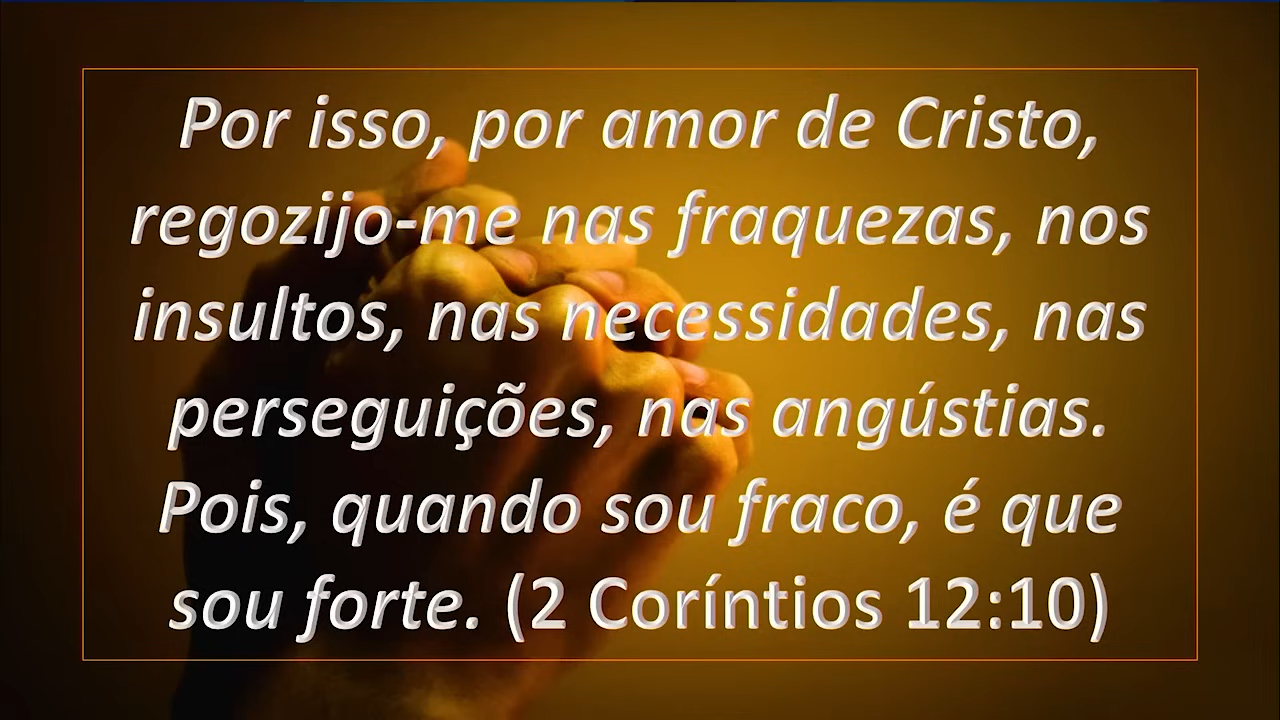 Por isso, por amor de Cristo,
regozijo-me nas fraquezas, nos
insultos, nas necessidades, nas
perseguições, nas angústias.
Pois, quando sou fraco, é que
sou forte. (2 Coríntios 12:10)